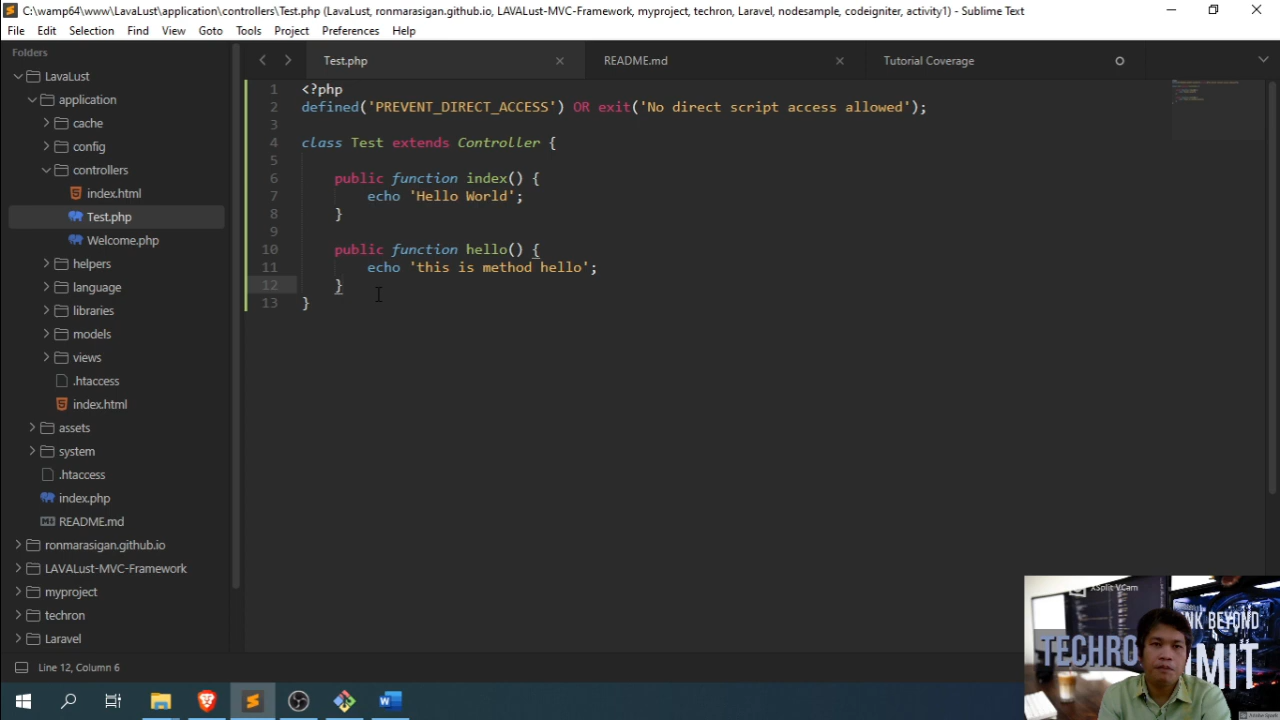 C:\wamp64\www\LavaLust\application\controllers\Test.php (LavaLust, ronmarasigan.github.io, LAVALust-MVC-Framework, myproject, techron, Laravel, nodesample, codeigniter, activity1) - Sublime Text
File Edit Selection Find View Goto Tools Project Preferences Help
Folders
LavaLust
application
cache
config
controllers
index.html
Test.php
Welcome.php
helpers
language
libraries
models
views
.htaccess
index.html
assets
system
.htaccess
index.php
README.md
ronmarasigan.github.io
LAVALust-MVC-Framework
myproject
techron
Laravel
Test.php
README.md
Tutorial Coverage
1 <?php
2 defined('PREVENT_DIRECT_ACCESS') OR exit('No direct script access allowed');
3
4 class Test extends Controller {
5
6 public function index() {
7 echo 'Hello World';
8 }
9
10 public function hello() {
11 echo 'this is method hello';
12 }
13 }
Line 12, Column 6
XSplit VCam
NK BEYOND
TECHRO
IMIT